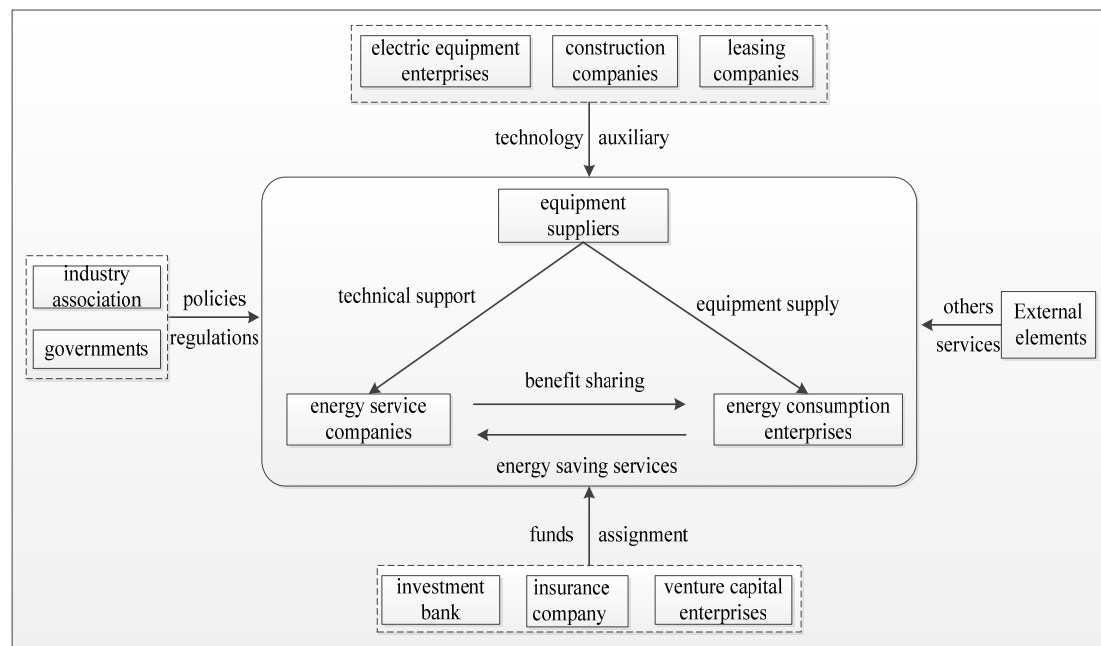 electric equipment
enterprises
construction
companies
leasing
companies
technology
auxiliary
equipment
suppliers
industry
association
governments
policies
regulations
technical support
equipment supply
others
services
External
elements
benefit sharing
energy service
companies
energy consumption
enterprises
energy saving services
funds
assignment
investment
bank
insurance
company
venture capital
enterprises